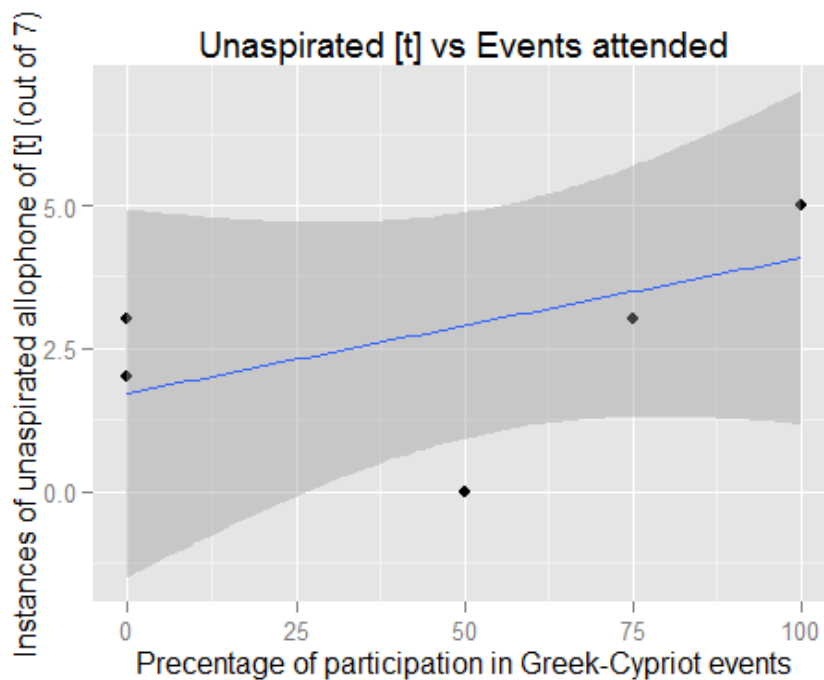 Unaspirated [t] vs Events attended
Instances of unaspirated allophone of [t] (out of 7)
5.0
2.5
0.0
0 25 50 75 100
Precentage of participation in Greek-Cypriot events